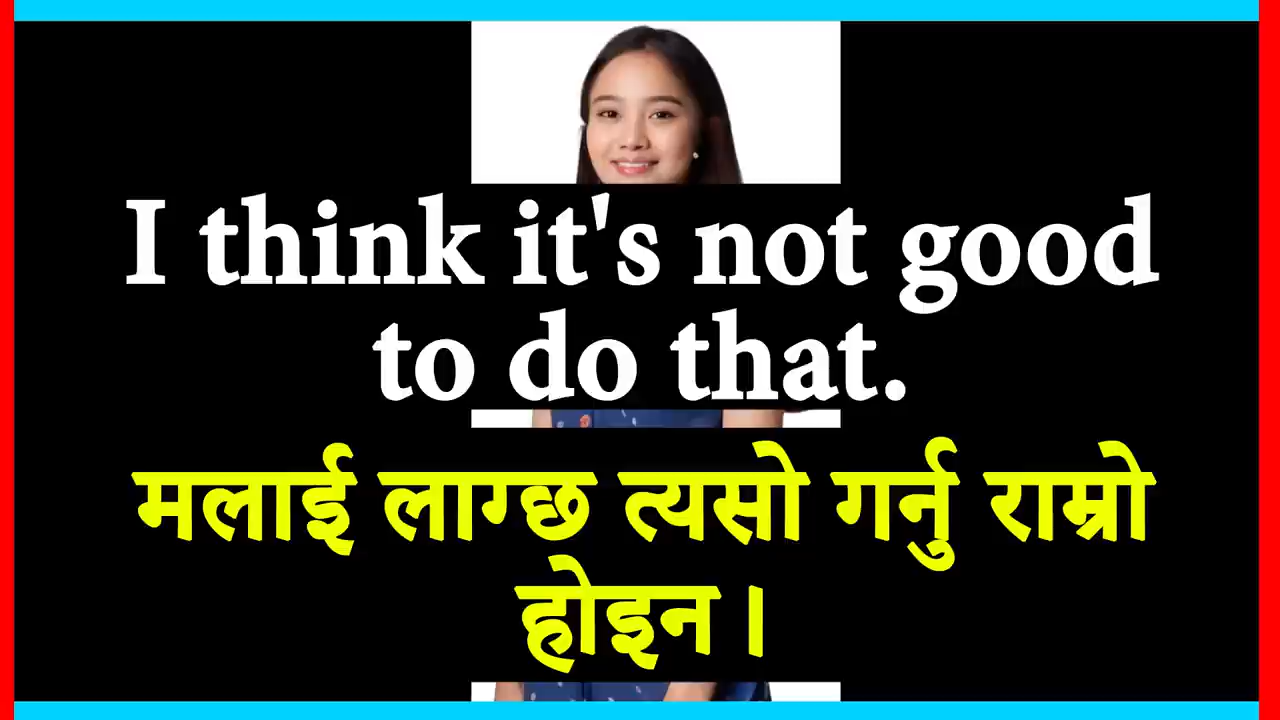 I think it's not good
to do that.
मलाई लाग्छ त्यसो गर्नु राम्रो
होइन ।